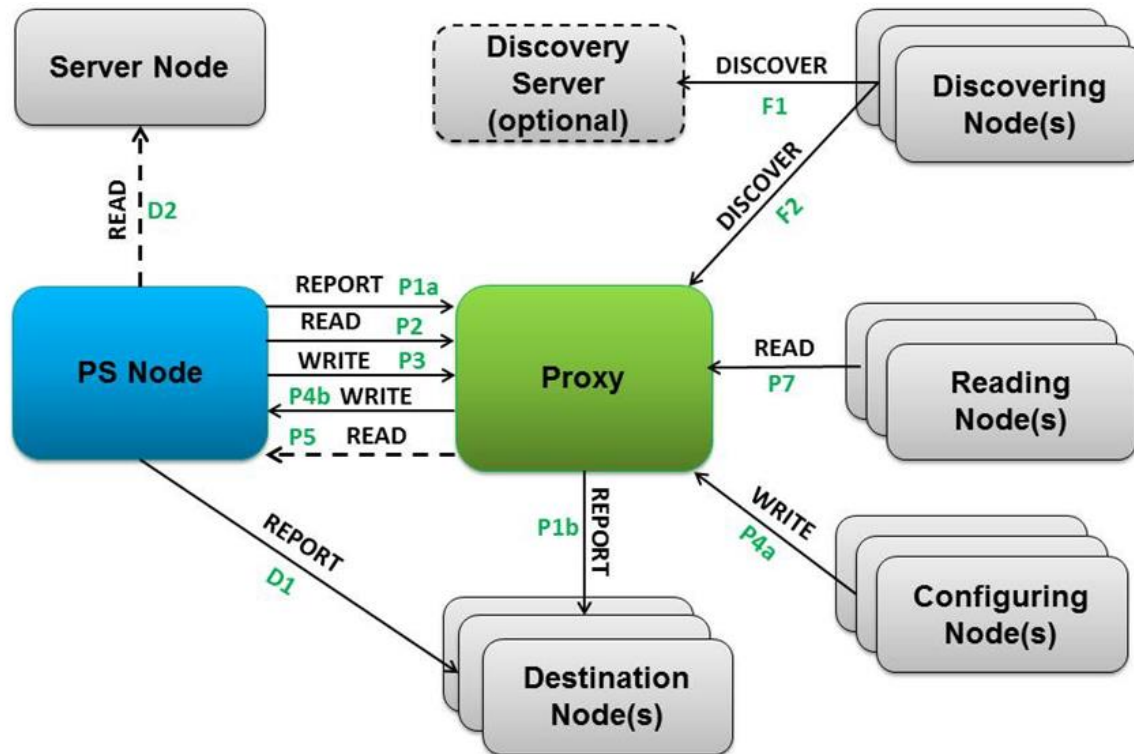 Server Node
Discovery
Server
(optional)
DISCOVER
F1
Discovering
Node(s)
DISCOVER
F2
READ
D2
REPORT P1a
READ P2
WRITE P3
P4b WRITE
P5 READ
PS Node
Proxy
READ
P7
Reading
Node(s)
REPORT
D1
P1b
REPORT
WRITE
P4a
Configuring
Node(s)
Destination
Node(s)